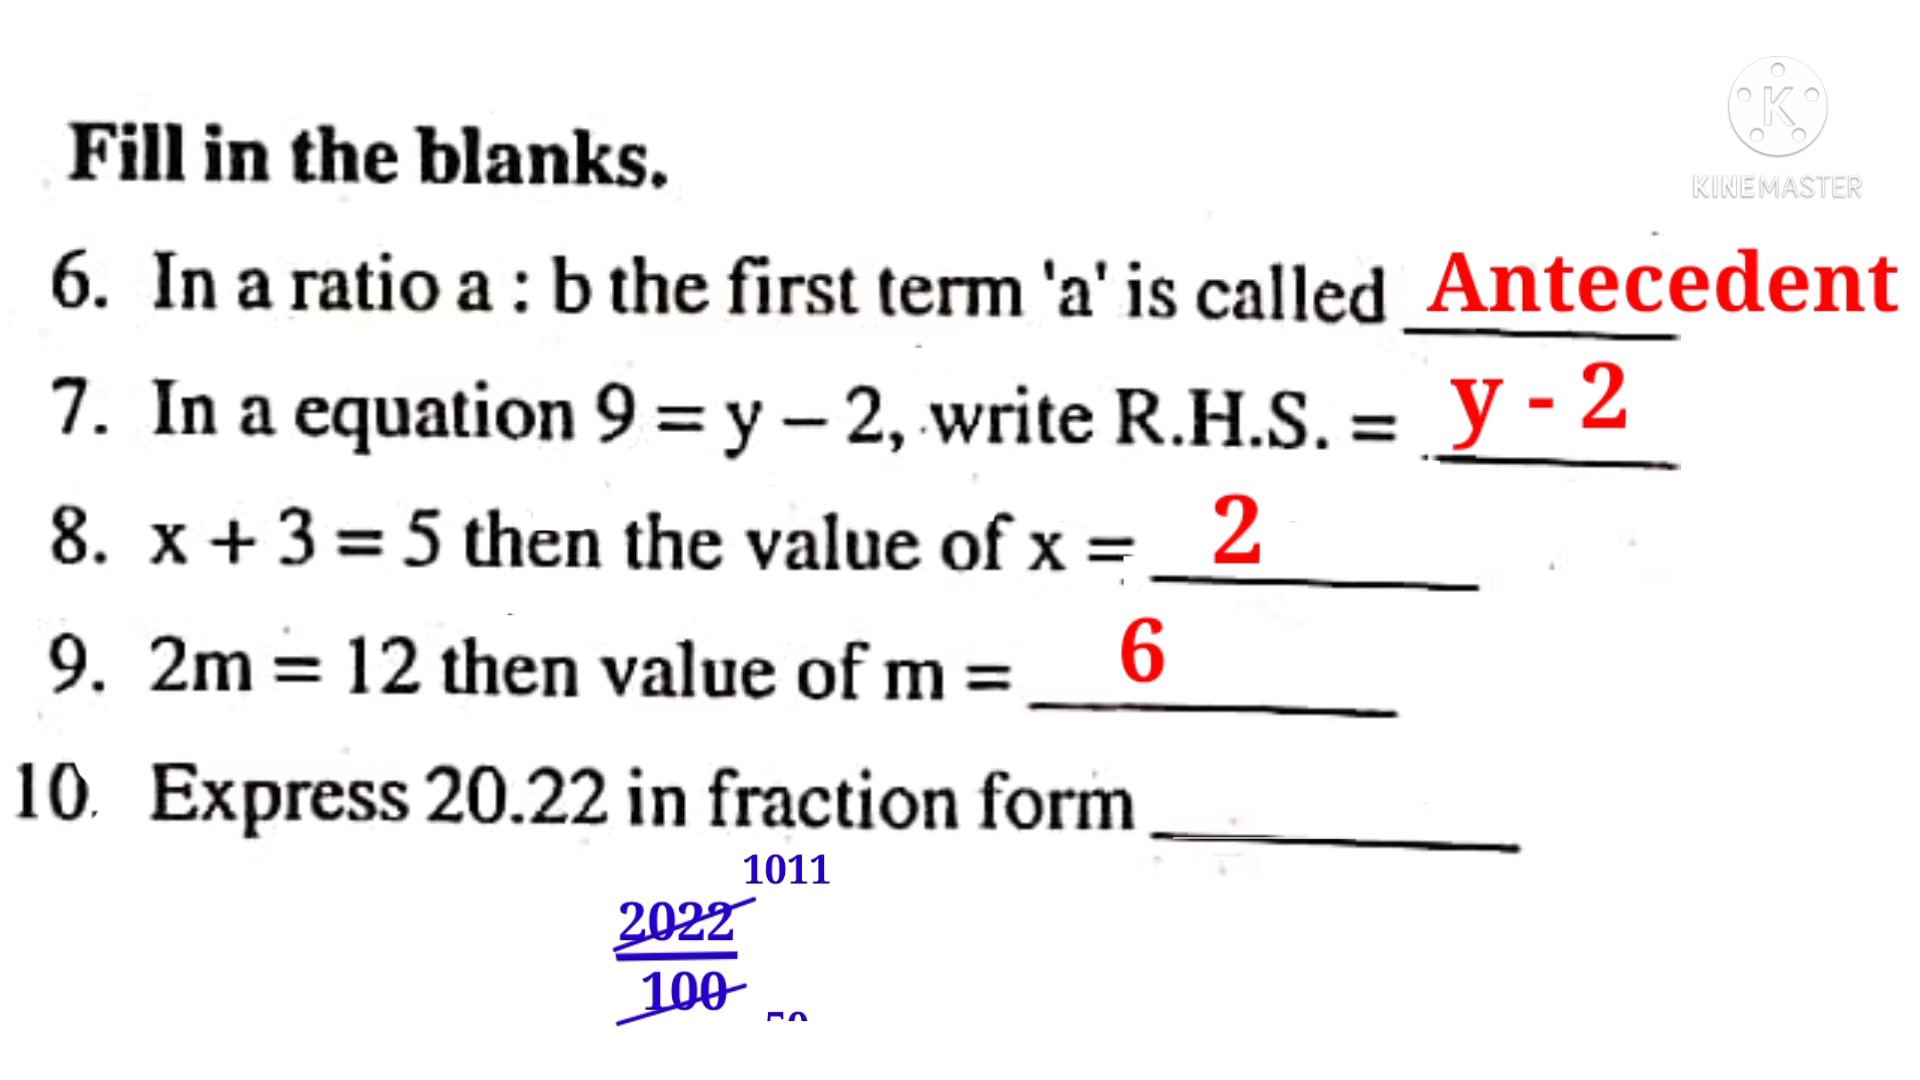 KINEMASTER
Fill in the blanks.
6. In a ratio a : b the first term 'a' is called Antecedent
7. In a equation 9 = y – 2, write R.H.S. = y - 2
8. x + 3 = 5 then the value of x = 2
9. 2m = 12 then value of m = 6
10. Express 20.22 in fraction form
1011
2022
100